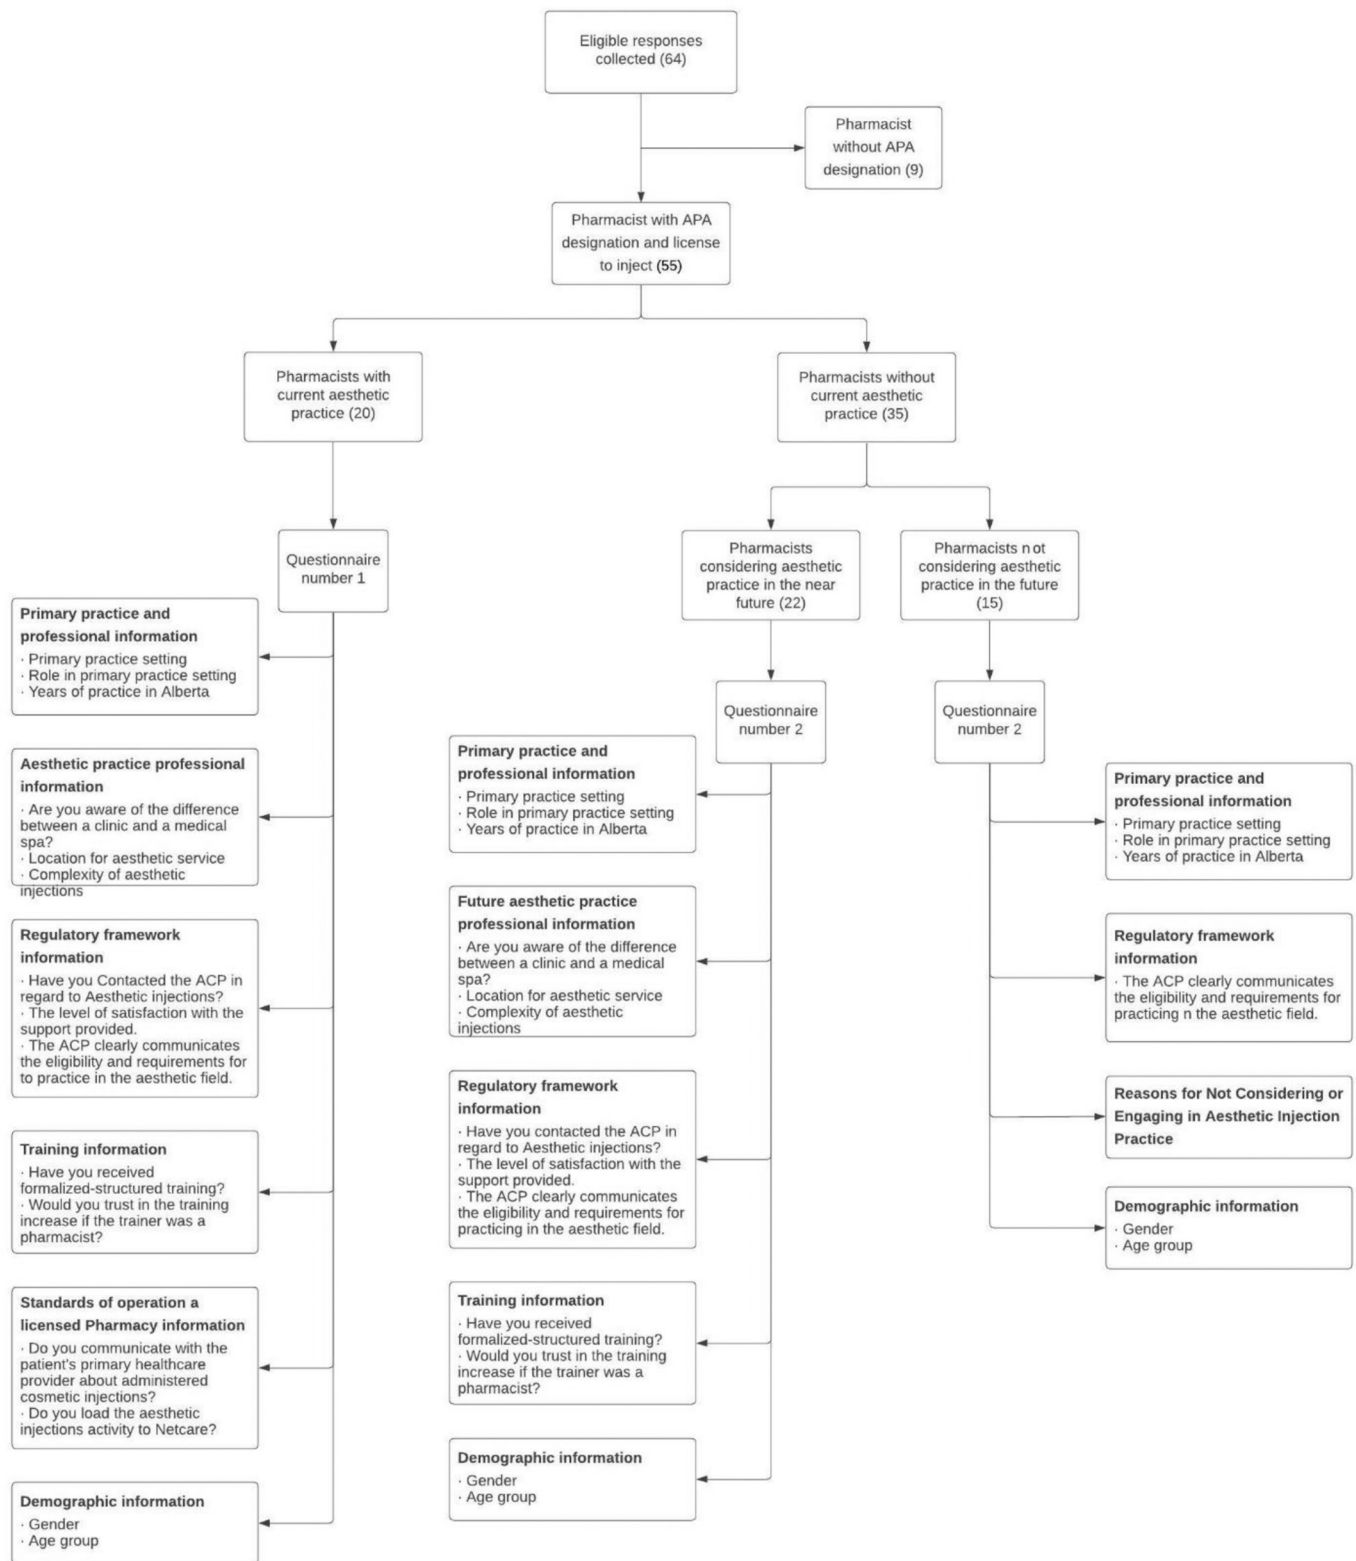 Eligible responses
collected (64)
Pharmacist
without APA
designation (9)
Pharmacist with APA
designation and license
to inject (55)
Pharmacists with
current aesthetic
practice (20)
Pharmacists without
current aesthetic
practice (35)
Questionnaire
number 1
Pharmacists
considering aesthetic
practice in the near
future (22)
Pharmacists not
considering aesthetic
practice in the future
(15)
Primary practice and
professional information
· Primary practice setting
· Role in primary practice setting
· Years of practice in Alberta
Aesthetic practice professional
information
· Are you aware of the difference
between a clinic and a medical
spa?
· Location for aesthetic service
· Complexity of aesthetic
injections
Regulatory framework
information
· Have you Contacted the ACP in
regard to Aesthetic injections?
· The level of satisfaction with the
support provided.
· The ACP clearly communicates
the eligibility and requirements for
to practice in the aesthetic field.
Training information
· Have you received
formalized-structured training?
· Would you trust in the training
increase if the trainer was a
pharmacist?
Standards of operation a
licensed Pharmacy information
· Do you communicate with the
patient's primary healthcare
provider about administered
cosmetic injections?
· Do you load the aesthetic
injections activity to Netcare?
Demographic information
· Gender
· Age group
Questionnaire
number 2
Primary practice and
professional information
· Primary practice setting
· Role in primary practice setting
· Years of practice in Alberta
Future aesthetic practice
professional information
· Are you aware of the difference
between a clinic and a medical
spa?
· Location for aesthetic service
· Complexity of aesthetic
injections
Regulatory framework
information
· Have you contacted the ACP in
regard to Aesthetic injections?
· The level of satisfaction with the
support provided.
· The ACP clearly communicates
the eligibility and requirements for
practicing in the aesthetic field.
Training information
· Have you received
formalized-structured training?
· Would you trust in the training
increase if the trainer was a
pharmacist?
Demographic information
· Gender
· Age group
Questionnaire
number 2
Primary practice and
professional information
· Primary practice setting
· Role in primary practice setting
· Years of practice in Alberta
Regulatory framework
information
· The ACP clearly communicates
the eligibility and requirements for
practicing n the aesthetic field.
Reasons for Not Considering or
Engaging in Aesthetic Injection
Practice
Demographic information
· Gender
· Age group